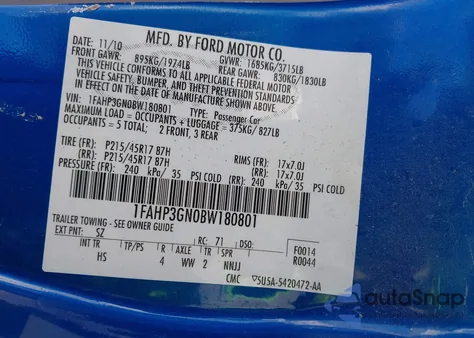 MFD. BY FORD MOTOR CO.
DATE: 11/10
GVWR: 1685KG/3715LB
FRONT GAWR: 895KG/1974LB
REAR GAWR: 830KG/1830LB
THIS VEHICLE CONFORMS TO ALL APPLICABLE FEDERAL MOTOR
VEHICLE SAFETY, BUMPER, AND THEFT PREVENTION STANDARDS
IN EFFECT ON THE DATE OF MANUFACTURE SHOWN ABOVE.
VIN: 1FAHP3GN0BW180801
TYPE: Passenger Car
MAXIMUM LOAD = OCCUPANTS + LUGGAGE = 375KG/827LB
OCCUPANTS = 5 TOTAL; 2 FRONT, 3 REAR
TIRE (FR): P215/45R17 87H
(RR): P215/45R17 87H
RIMS (FR): 17x7.0J
(RR): 17x7.0J
PRESSURE (FR): 240 kPa/ 35 PSI COLD
(RR): 240 kPa/ 35 PSI COLD
1FAHP3GN0BW180801
TRAILER TOWING - SEE OWNER GUIDE
EXT PNT: SZ
RC: 71
DSO:
F0014
R0044
INT TR TP/PS R AXLE TR SPR
HS 4 WW 2 NNJJ
CMC 5U5A-5420472-AA
autoSnap